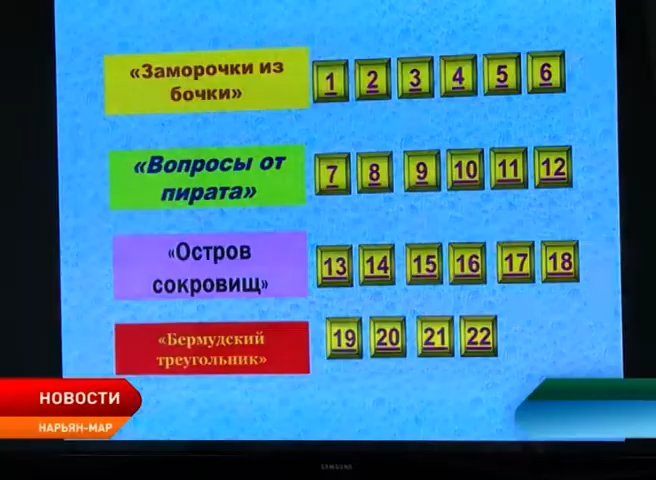 «Заморочки из
бочки»
1 2 3 4 5 6
«Вопросы от
пирата»
7 8 9 10 11 12
«Остров
сокровищ»
13 14 15 16 17 18
«Бермудский
треугольник»
19 20 21 22
НОВОСТИ
НАРЬЯН-МАР
SAMSUNG